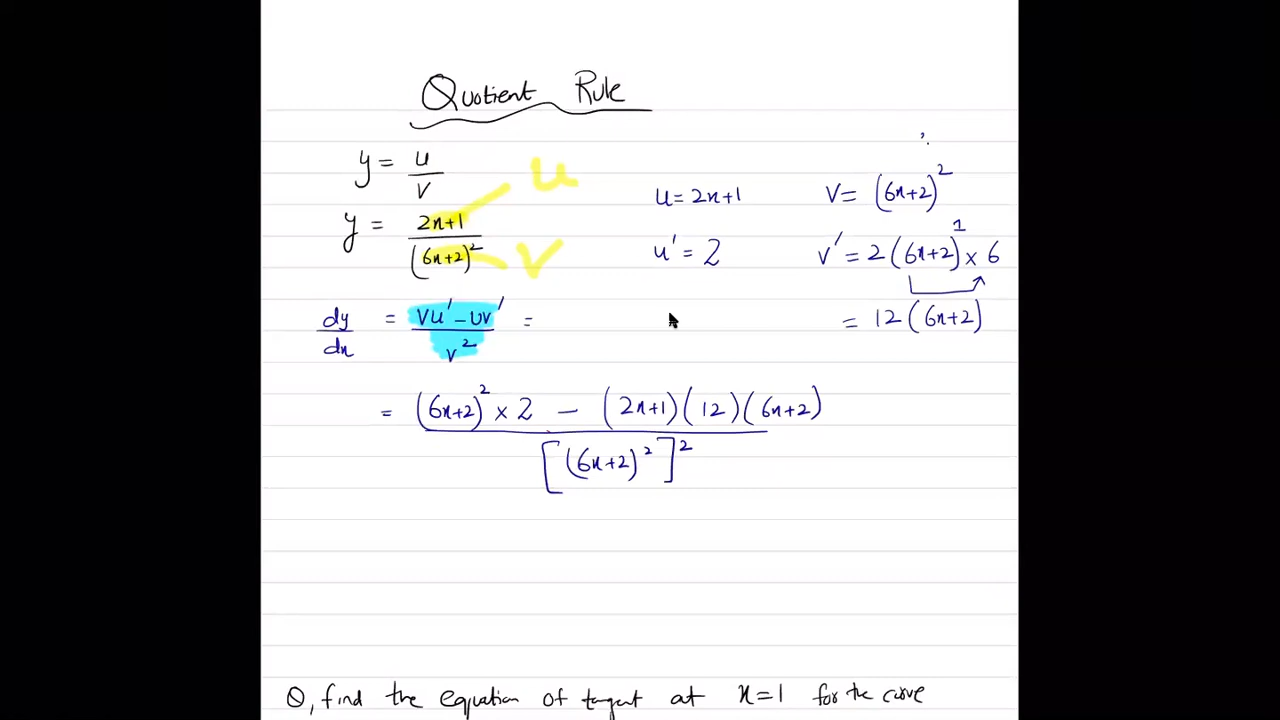 Quotient Rule
y = u/v
u
u = 2x+1
v = (6x+2)^2
y = (2x+1)/(6x+2)^2
v
u' = 2
v' = 2(6x+2)^1 × 6
dy/dx = (vu' - uv')/v^2 =
= 12(6x+2)
= ((6x+2)^2 × 2 - (2x+1)(12)(6x+2))/[(6x+2)^2]^2
Q, find the equation of tangent at x=1 for the curve